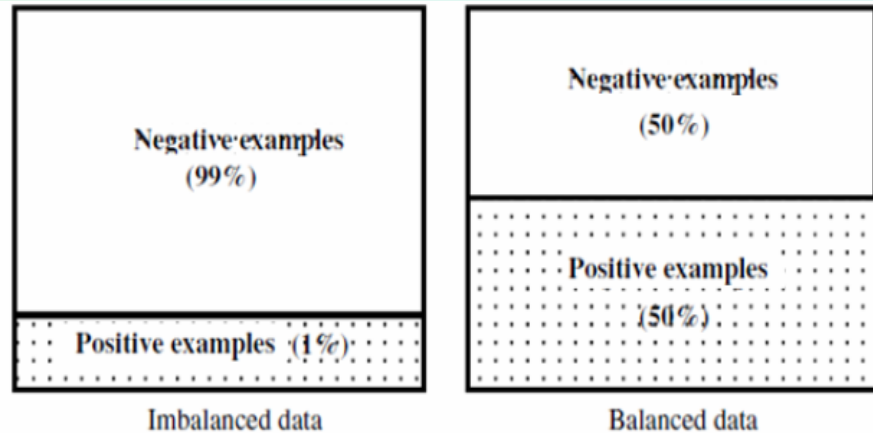 Negative examples
(99%)
Positive examples (1%)
Imbalanced data
Negative examples
(50%)
Positive examples
(50%)
Balanced data